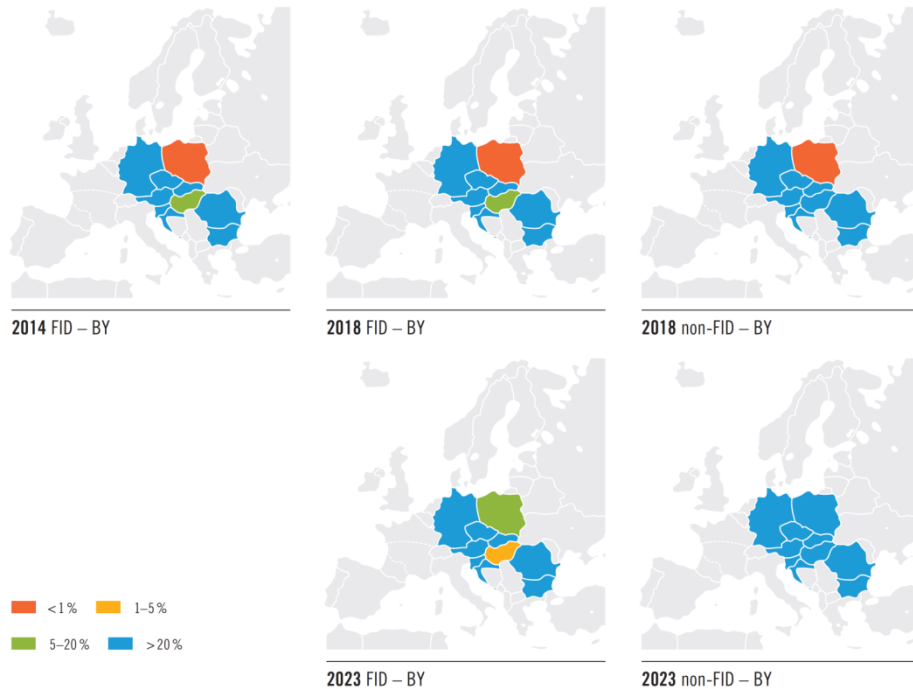 2014 FID – BY
2018 FID – BY
2018 non-FID – BY
<1% 1–5%
5–20% >20%
2023 FID – BY
2023 non-FID – BY